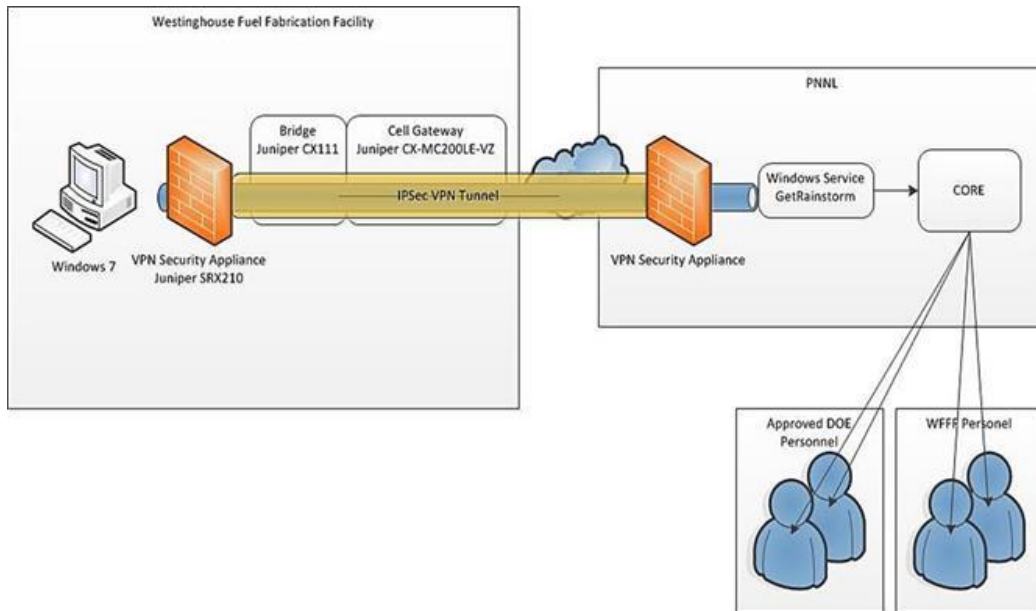 Westinghouse Fuel Fabrication Facility
PNNL
Bridge
Juniper CX111
Cell Gateway
Juniper CX-MC200LE-VZ
IPSec VPN Tunnel
Windows Service
GetRainstorm
CORE
Windows 7
VPN Security Appliance
Juniper SRX210
VPN Security Appliance
Approved DOE
Personnel
WFFF Personel